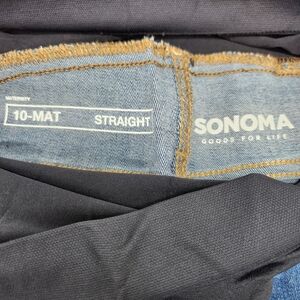 MATERNITY
10-MAT STRAIGHT
SONOMA
GOODS FOR LIFE